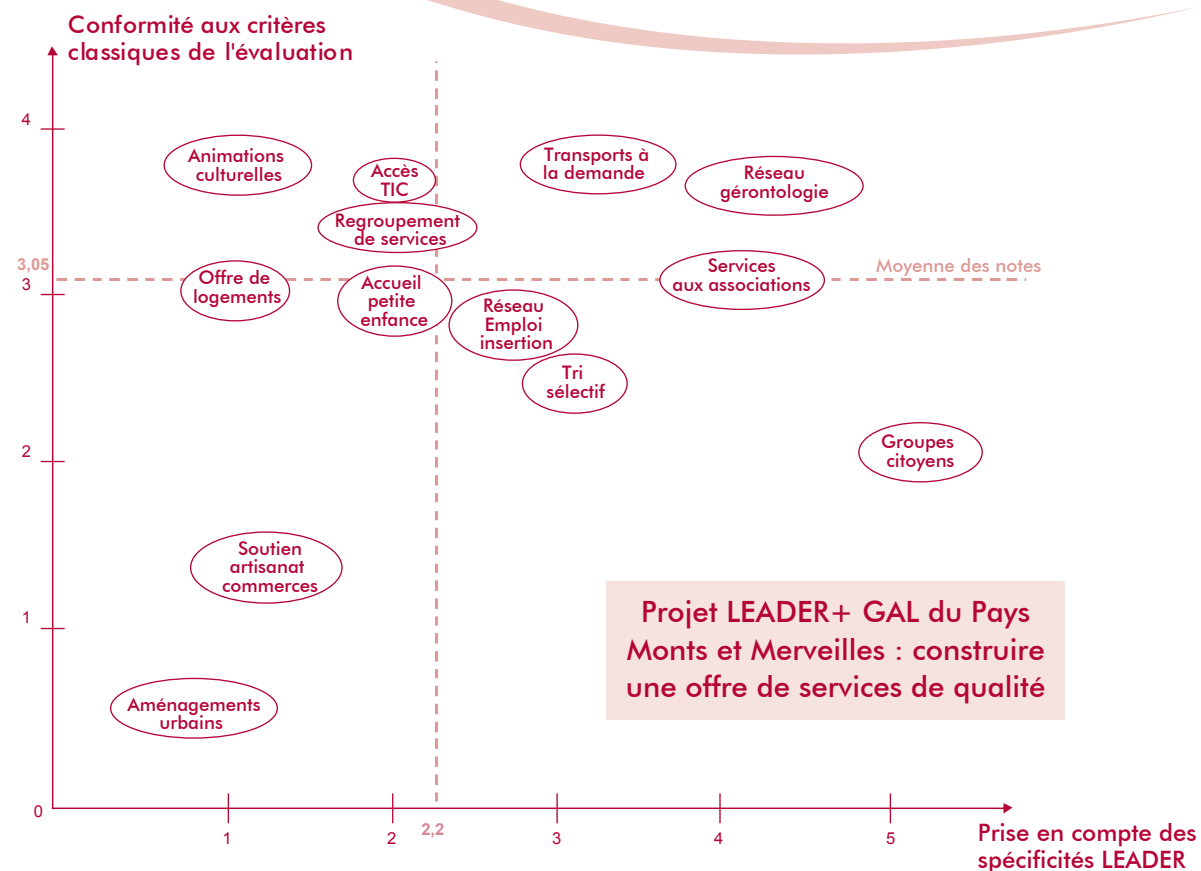 Conformité aux critères
classiques de l'évaluation
4
Animations
culturelles
Accès
TIC
Transports à
la demande
Réseau
gérontologie
Regroupement
de services
3,05
3
Offre de
logements
Accueil
petite
enfance
Services
aux associations
Moyenne des notes
Réseau
Emploi
insertion
Tri
sélectif
2
Groupes
citoyens
Soutien
artisanat
commerces
1
Projet LEADER+ GAL du Pays
Monts et Merveilles : construire
une offre de services de qualité
Aménagements
urbains
0
1
2
2,2
3
4
5
Prise en compte des
spécificités LEADER